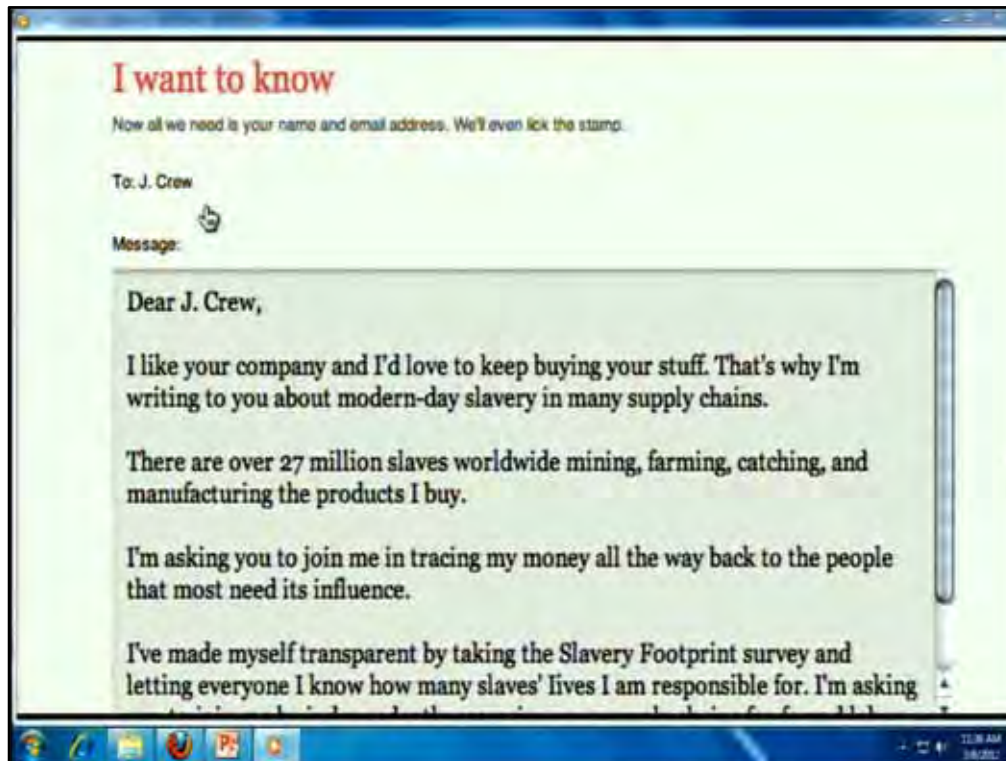 I want to know
Now all we need is your name and email address. We'll even lick the stamp.
To: J. Crew
Message:
Dear J. Crew,
I like your company and I'd love to keep buying your stuff. That's why I'm
writing to you about modern-day slavery in many supply chains.
There are over 27 million slaves worldwide mining, farming, catching, and
manufacturing the products I buy.
I'm asking you to join me in tracing my money all the way back to the people
that most need its influence.
I've made myself transparent by taking the Slavery Footprint survey and
letting everyone I know how many slaves' lives I am responsible for. I'm asking